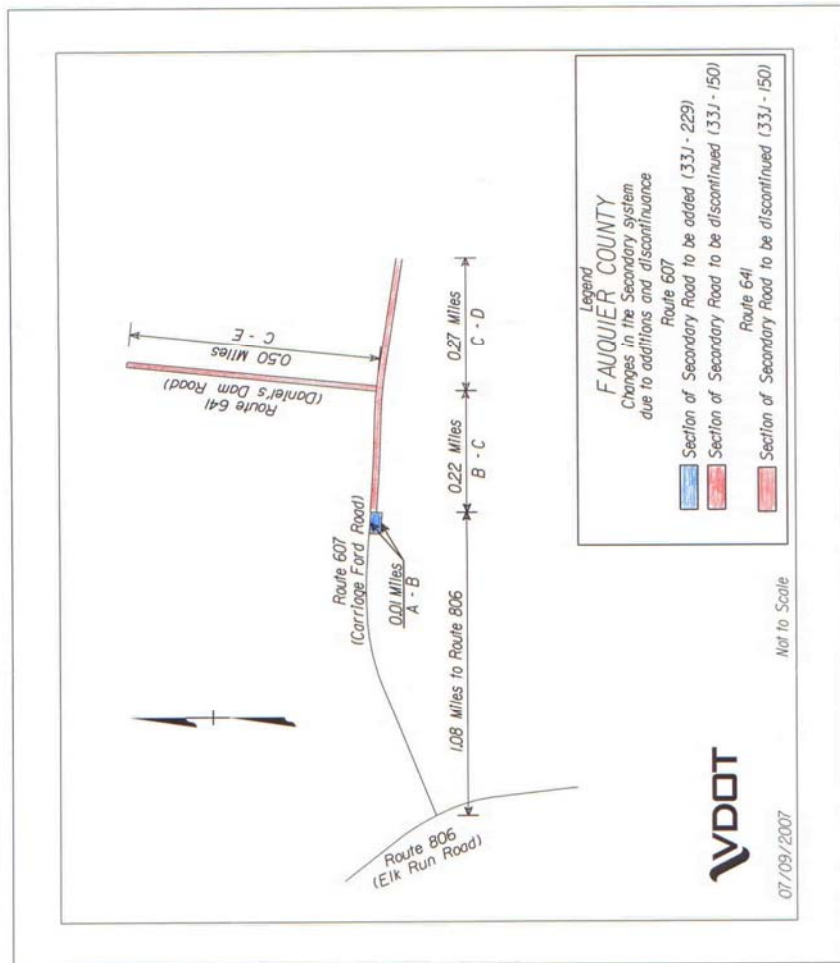 Route 641
(Daniel's Dam Road)
0.50 Miles
C - E
Route 607
(Carriage Ford Road)
0.01 Miles
A - B
Route 806
(Elk Run Road)
1.08 Miles to Route 806
0.22 Miles
B - C
0.27 Miles
C - D
Legend
FAUQUIER COUNTY
Changes in the Secondary system
due to additions and discontinuance
Route 607
Section of Secondary Road to be added (33J - 229)
Section of Secondary Road to be discontinued (33J - 150)
Route 641
Section of Secondary Road to be discontinued (33J - 150)
VDOT
07/09/2007
Not to Scale